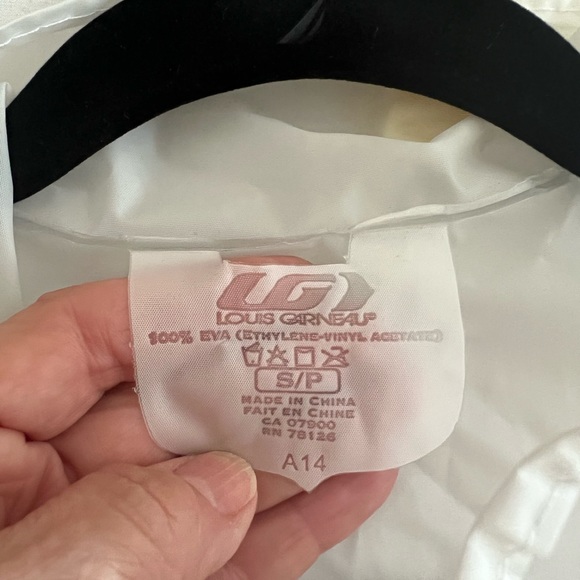 LG
LOUIS GARNEAU®
100% EVA (ETHYLENE-VINYL ACETATE)
S/P
MADE IN CHINA
FAIT EN CHINE
CA 07900
RN 78126
A14